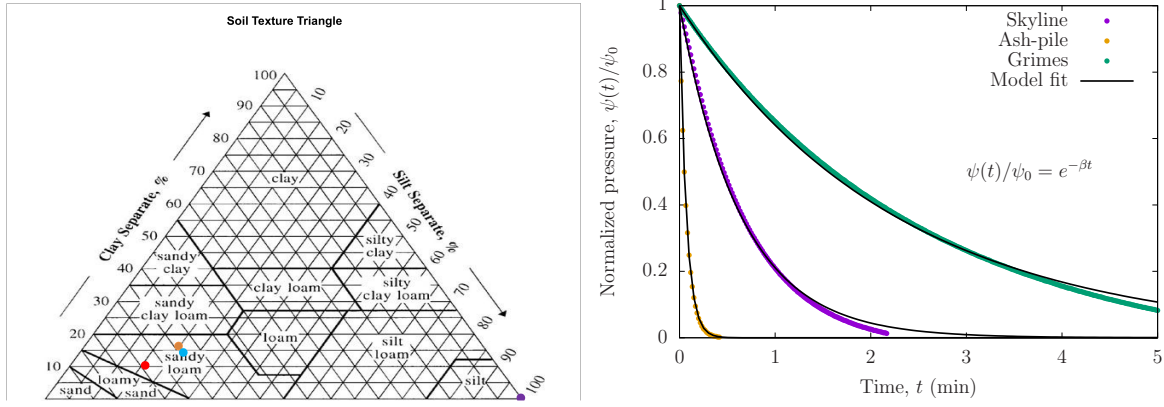 Soil Texture Triangle
100
90
80
70
60
50
40
30
20
10
Clay Separate, %
10
20
30
40
50
60
70
80
90
100
Silt Separate, %
clay
silty
clay
sandy
clay
clay loam
silty
clay loam
sandy
clay loam
loam
silt
loam
sandy
loam
loamy
sand
sand
silt
Normalized pressure, ψ(t)/ψ0
1
0.8
0.6
0.4
0.2
0
Skyline
Ash-pile
Grimes
Model fit
ψ(t)/ψ0 = e^−βt
0 1 2 3 4 5
Time, t (min)